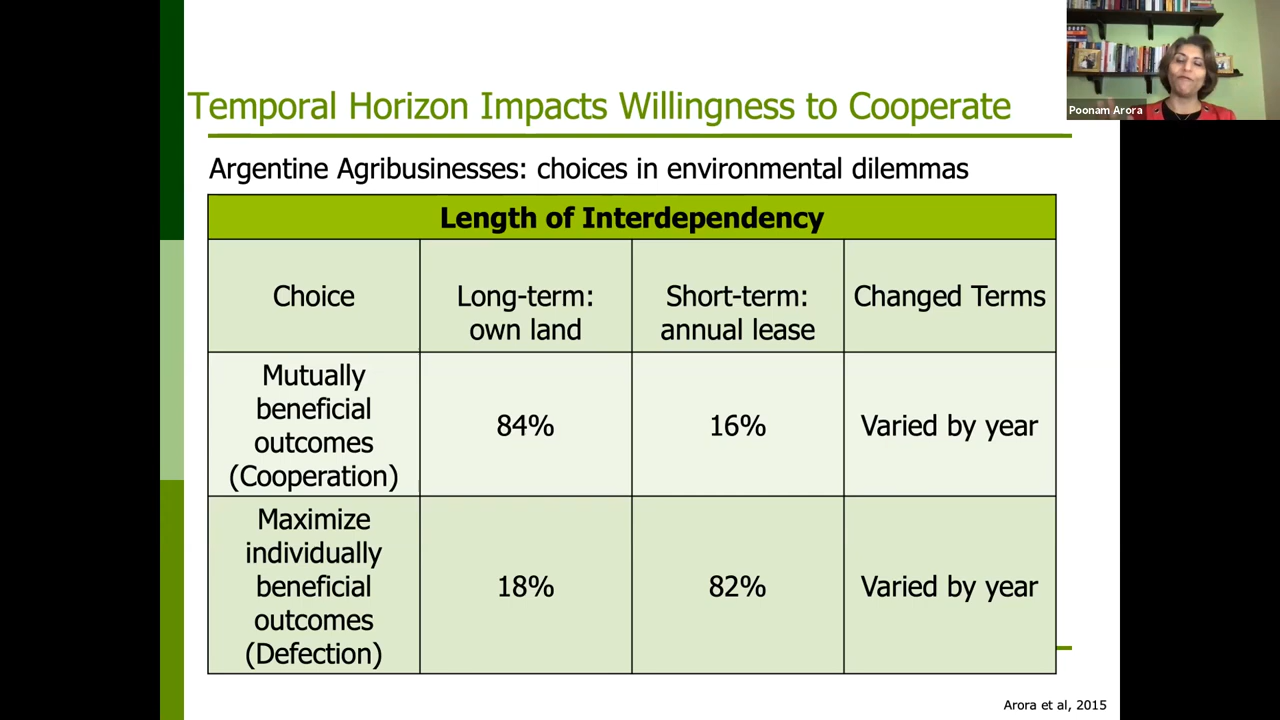 Poonam Arora
Temporal Horizon Impacts Willingness to Cooperate
Argentine Agribusinesses: choices in environmental dilemmas
Length of Interdependency
Choice
Long-term:
own land
Short-term:
annual lease
Changed Terms
Mutually
beneficial
outcomes
(Cooperation)
84%
16%
Varied by year
Maximize
individually
beneficial
outcomes
(Defection)
18%
82%
Varied by year
Arora et al, 2015